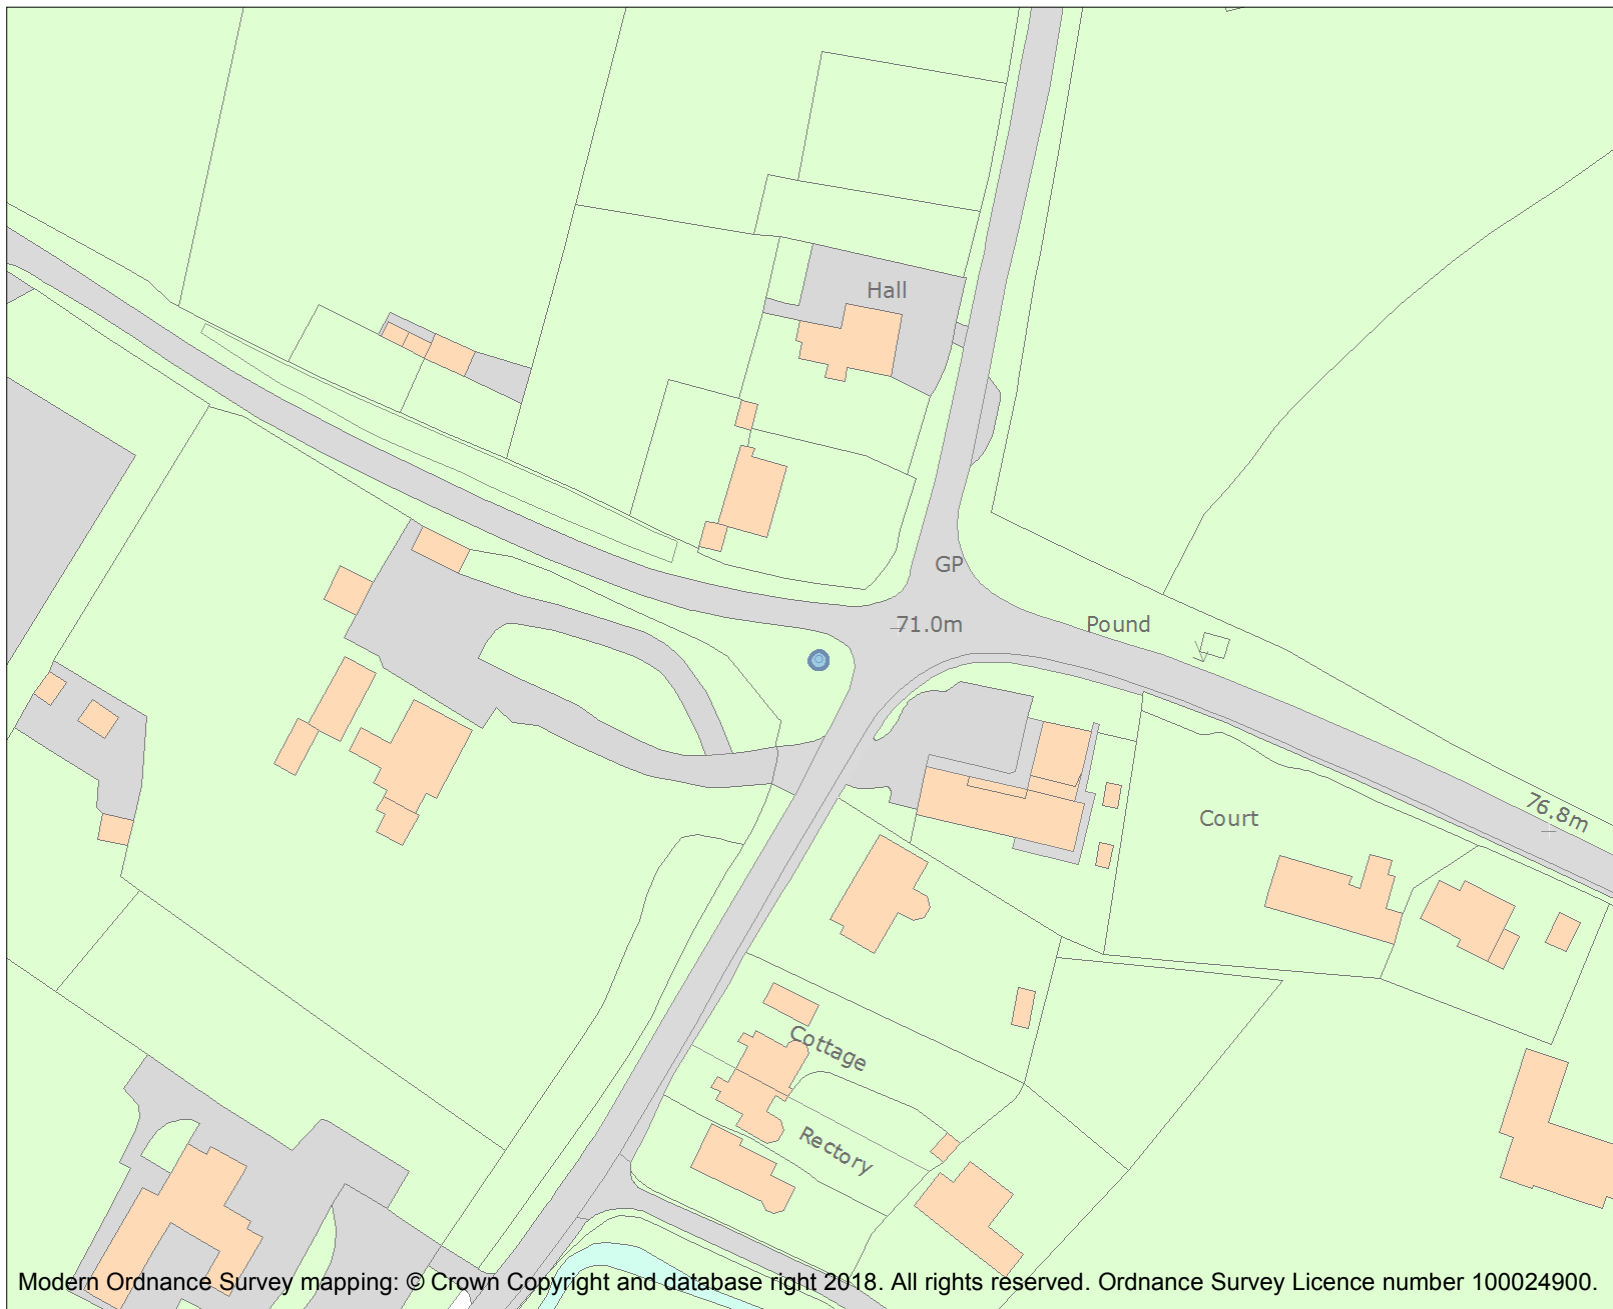 Hall
GP
71.0m
Pound
76.8m
Court
Cottage
Rectory
Modern Ordnance Survey mapping: © Crown Copyright and database right 2018. All rights reserved. Ordnance Survey Licence number 100024900.